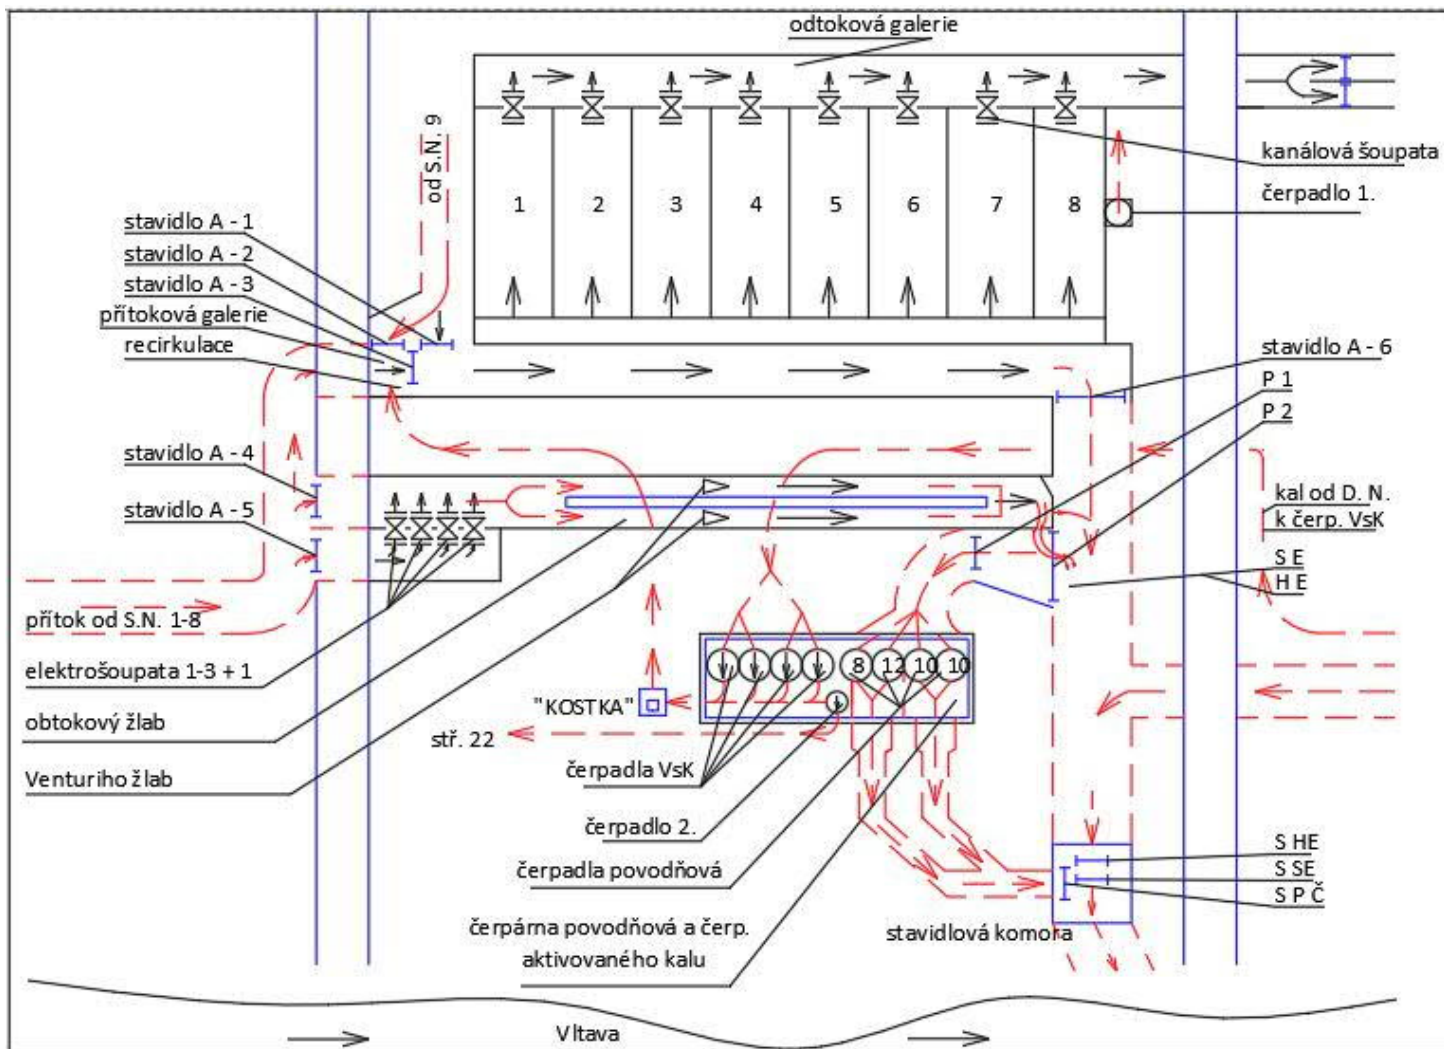 odtoková galerie
od S.N. 9
kanálová šoupata
čerpadlo 1.
1 2 3 4 5 6 7 8
stavidlo A - 1
stavidlo A - 2
stavidlo A - 3
přítoková galerie
recirkulace
stavidlo A - 6
P 1
P 2
stavidlo A - 4
stavidlo A - 5
kal od D. N.
k čerp. VsK
S E
H E
přítok od S.N. 1-8
elektrošoupata 1-3 + 1
obtokový žlab
Venturiho žlab
8 12 10 10
"KOSTKA"
stř. 22
čerpadla VsK
čerpadlo 2.
čerpadla povodňová
čerpárna povodňová a čerp.
aktivovaného kalu
S HE
S SE
S P Č
stavidlová komora
Vltava